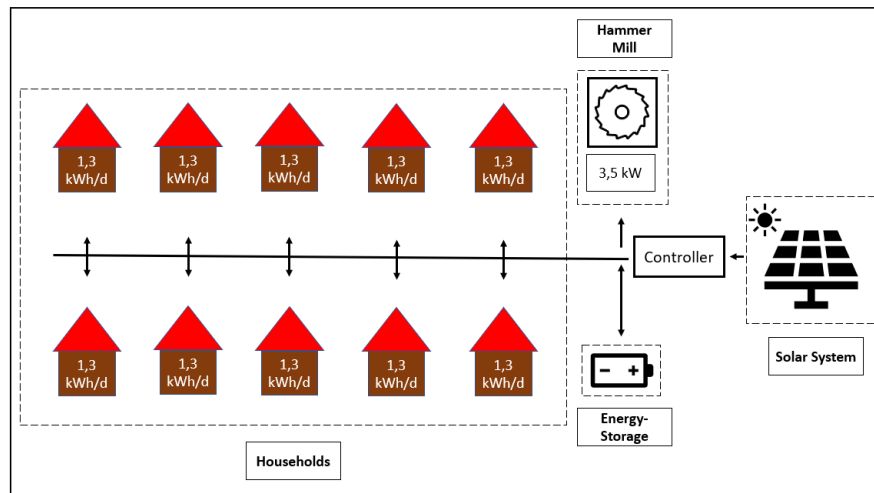 Hammer
Mill
1,3
kWh/d
1,3
kWh/d
1,3
kWh/d
1,3
kWh/d
1,3
kWh/d
3,5 kW
Controller
1,3
kWh/d
1,3
kWh/d
1,3
kWh/d
1,3
kWh/d
1,3
kWh/d
Solar System
Energy-
Storage
Households